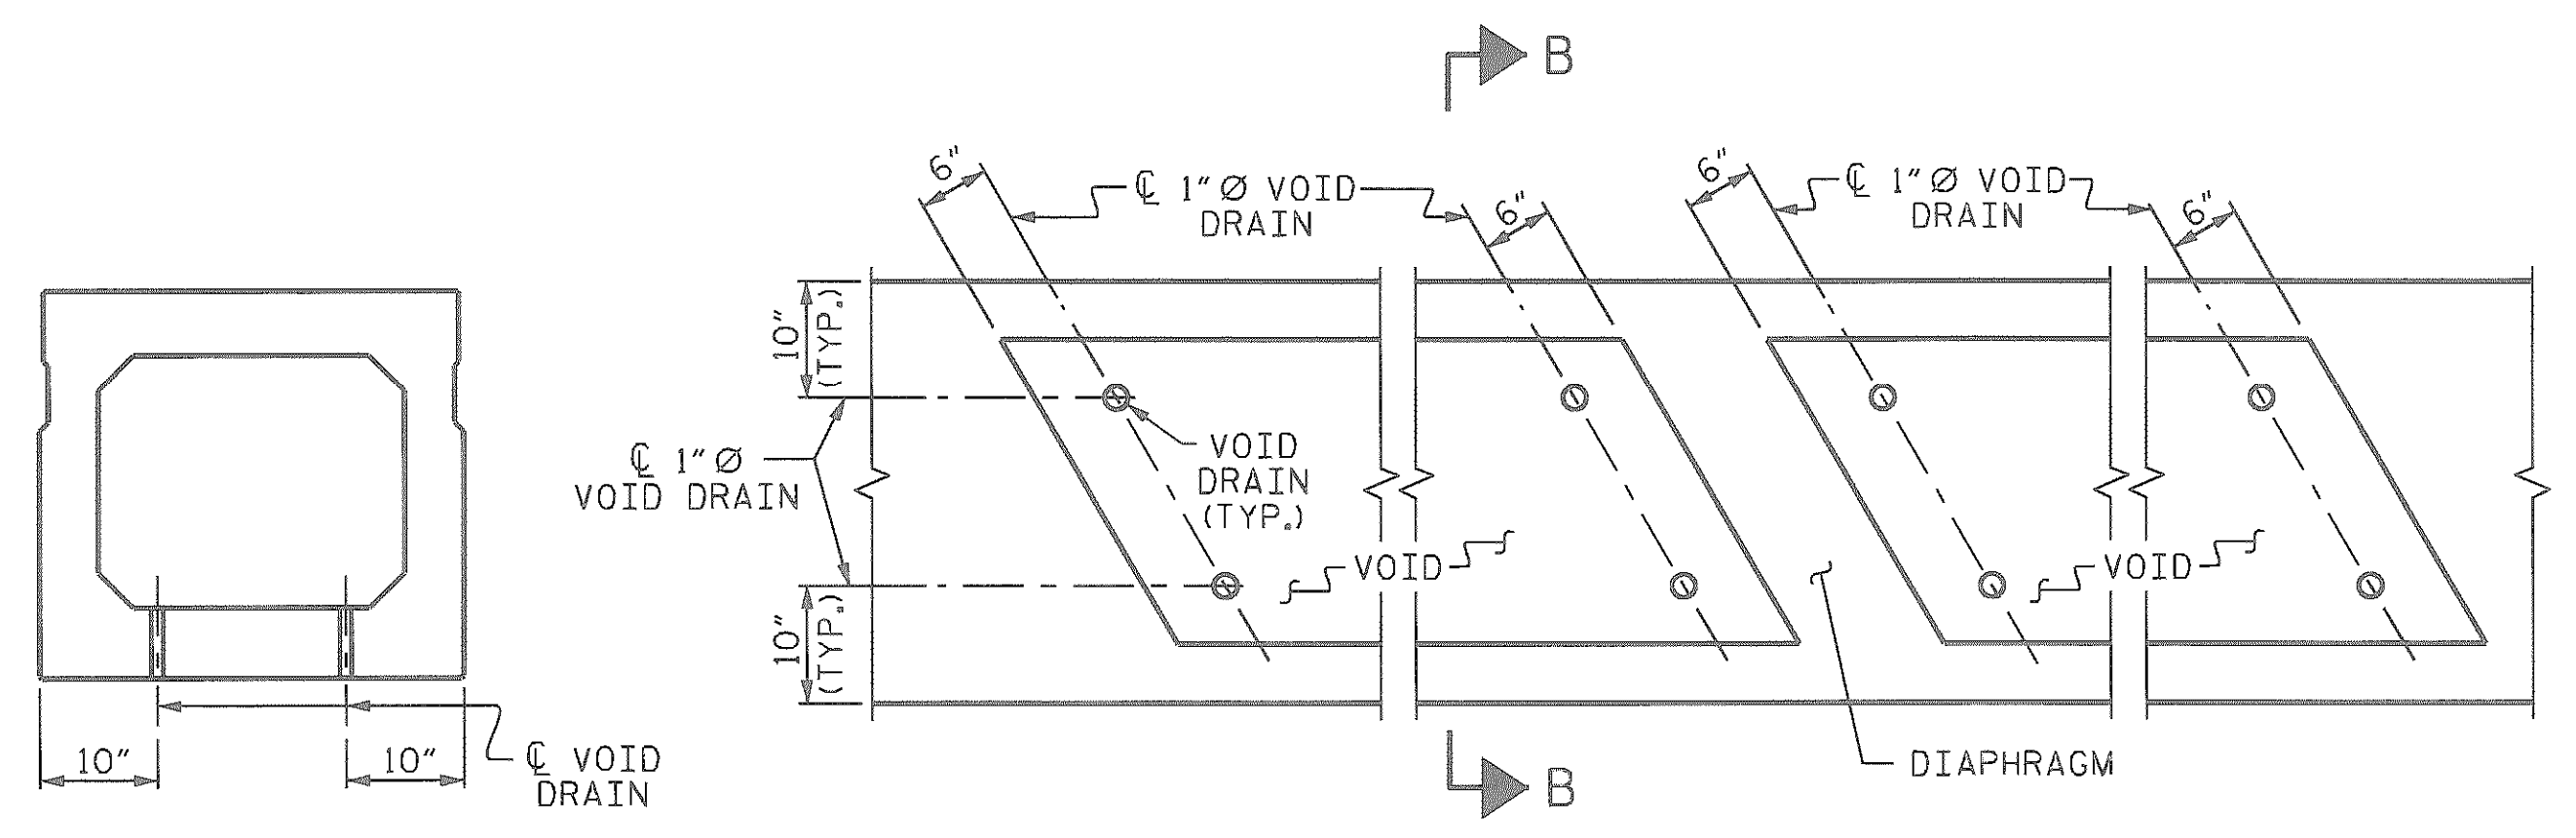 B
6"
℄ 1" Ø VOID
DRAIN
6"
6"
℄ 1" Ø VOID
DRAIN
6"
10"
(TYP.)
℄ 1" Ø
VOID DRAIN
VOID
DRAIN
(TYP.)
VOID
VOID
10"
(TYP.)
10"
10"
℄ VOID
DRAIN
DIAPHRAGM
B